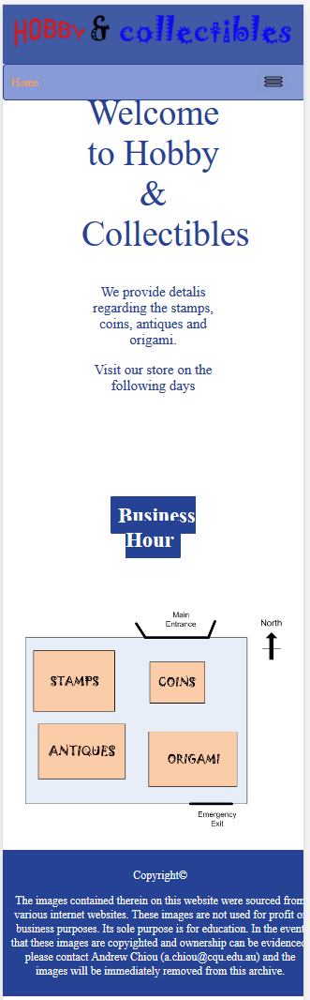 HOBBY & collectibles
Home
Welcome
to Hobby
&
Collectibles
We provide detalis
regarding the stamps,
coins, antiques and
origami.
Visit our store on the
following days
Business
Hour
Main
Entrance
North
STAMPS
COINS
ANTIQUES
ORIGAMI
Emergency
Exit
Copyright©
The images contained therein on this website were sourced from
various internet websites. These images are not used for profit or
business purposes. Its sole purpose is for education. In the event
that these images are copyighted and ownership can be evidenced,
please contact Andrew Chiou (a.chiou@cqu.edu.au) and the
images will be immediately removed from this archive.